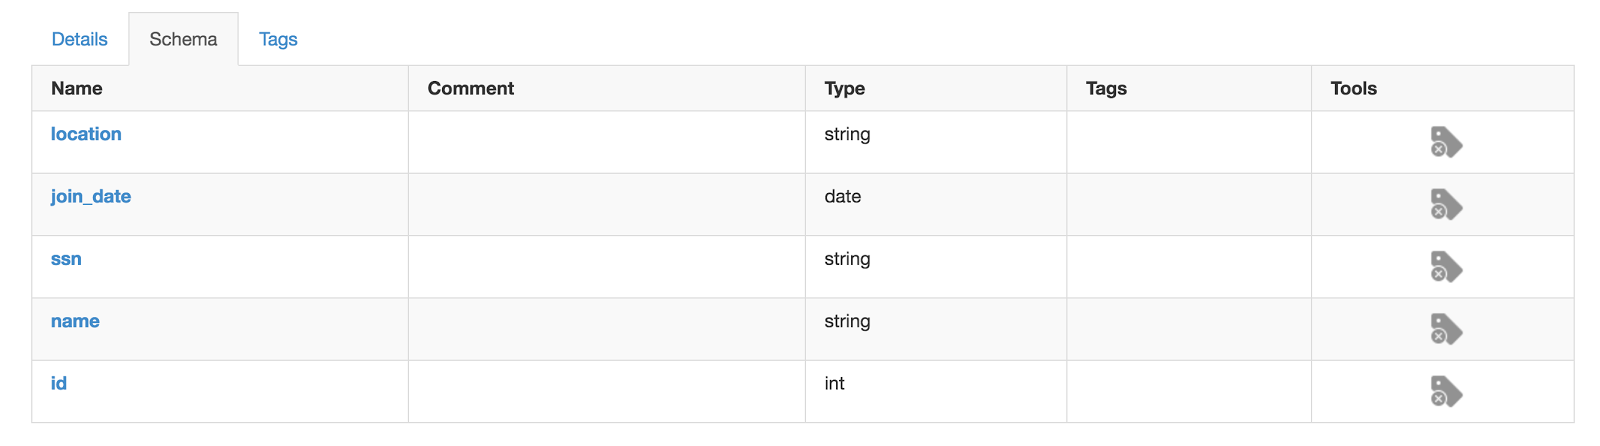 Details Schema Tags
Name Comment Type Tags Tools
location string
join_date date
ssn string
name string
id int